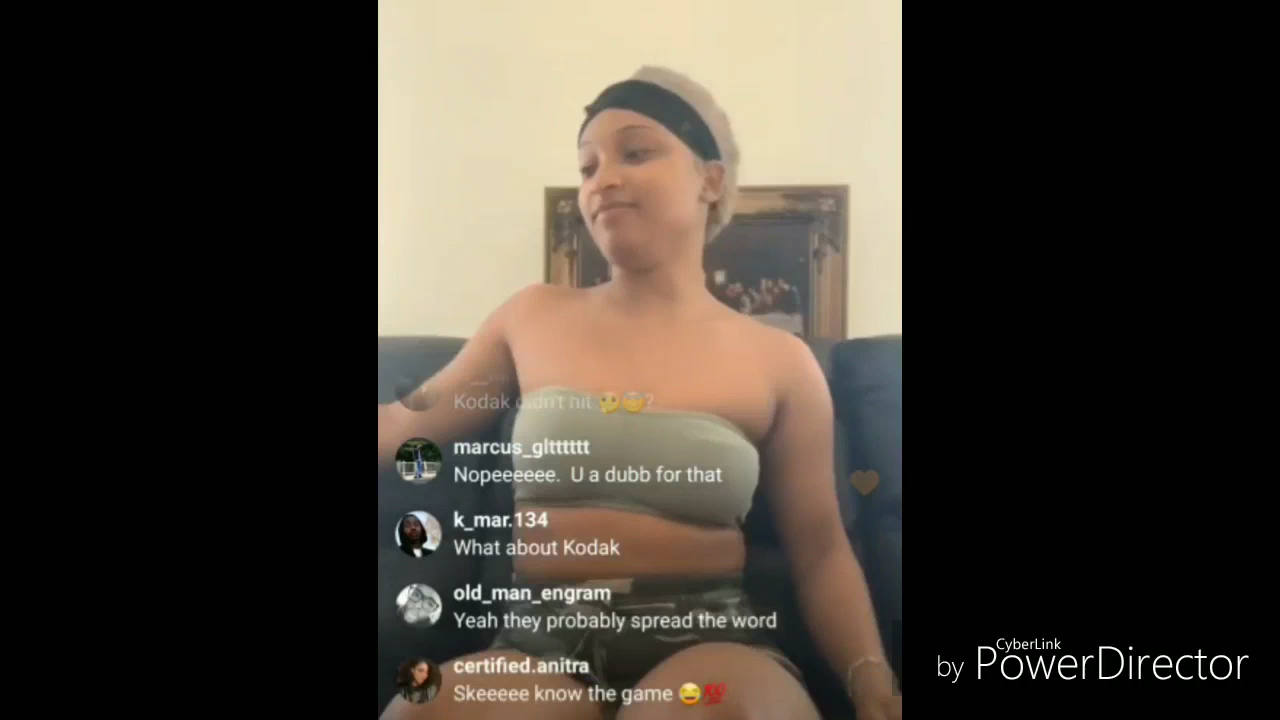 Kodak didn't hit 🤔😇?
marcus_gltttttt
Nopeeeeee. U a dubb for that
k_mar.134
What about Kodak
old_man_engram
Yeah they probably spread the word
certified.anitra
Skeeeee know the game 😂💯
CyberLink
by PowerDirector